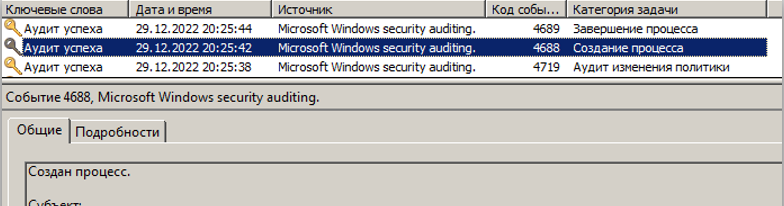 Ключевые слова Дата и время Источник Код собы... Категория задачи
Аудит успеха 29.12.2022 20:25:44 Microsoft Windows security auditing. 4689 Завершение процесса
Аудит успеха 29.12.2022 20:25:42 Microsoft Windows security auditing. 4688 Создание процесса
Аудит успеха 29.12.2022 20:25:38 Microsoft Windows security auditing. 4719 Аудит изменения политики
Событие 4688, Microsoft Windows security auditing.
Общие Подробности
Создан процесс.
Субъект: